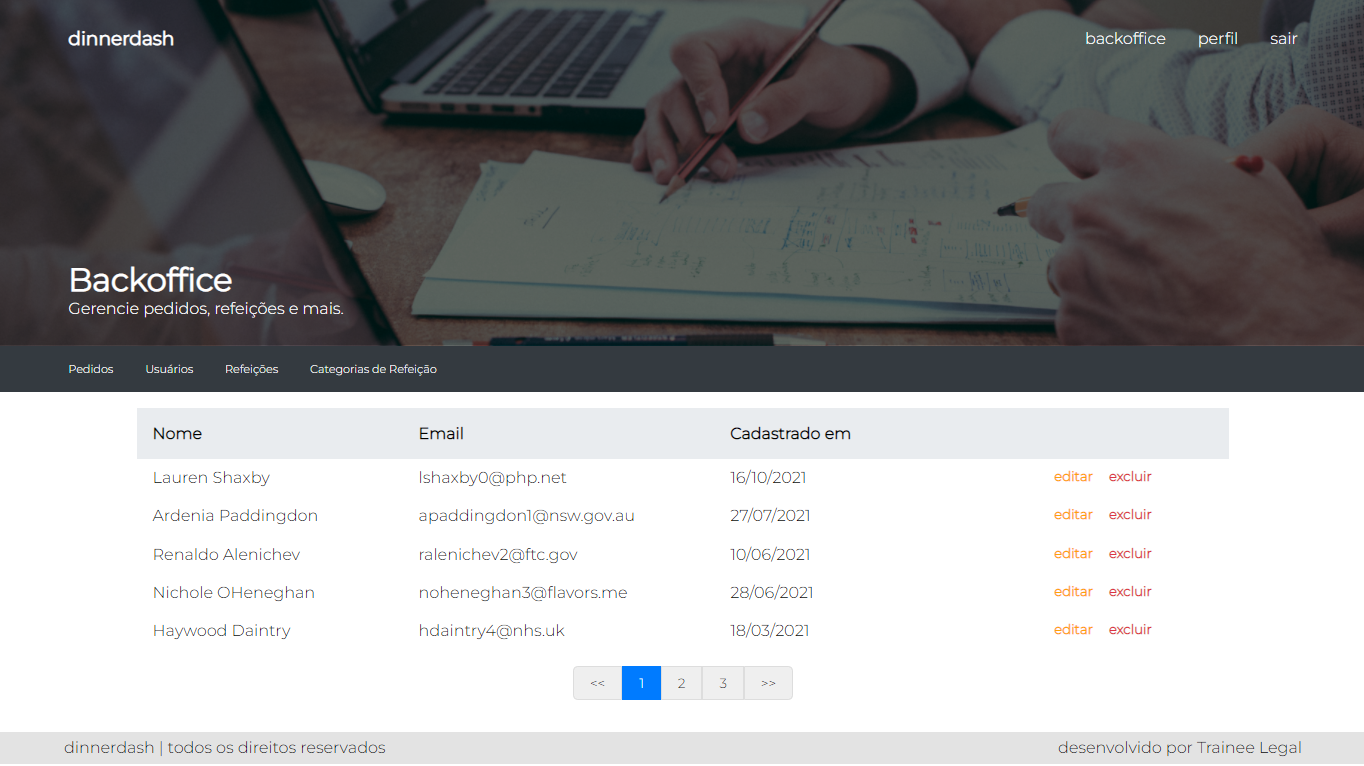 dinnerdash backoffice perfil sair
Backoffice
Gerencie pedidos, refeições e mais.
Pedidos Usuários Refeições Categorias de Refeição
Nome Email Cadastrado em
Lauren Shaxby lshaxby0@php.net 16/10/2021 editar excluir
Ardenia Paddingdon apaddingdon1@nsw.gov.au 27/07/2021 editar excluir
Renaldo Alenichev ralenichev2@ftc.gov 10/06/2021 editar excluir
Nichole OHeneghan noheneghan3@flavors.me 28/06/2021 editar excluir
Haywood Daintry hdaintry4@nhs.uk 18/03/2021 editar excluir
<< 1 2 3 >>
dinnerdash | todos os direitos reservados desenvolvido por Trainee Legal